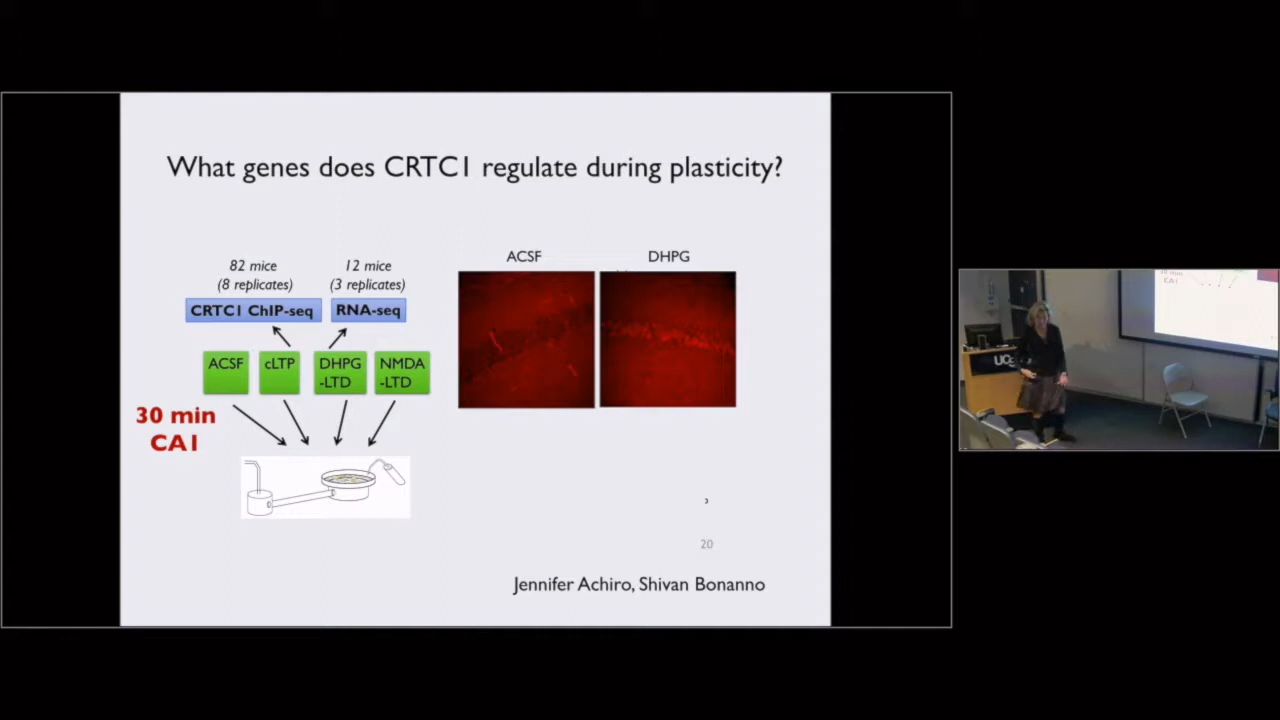 What genes does CRTC1 regulate during plasticity?
82 mice
(8 replicates)
12 mice
(3 replicates)
CRTC1 ChIP-seq
RNA-seq
ACSF
cLTP
DHPG
-LTD
NMDA
-LTD
30 min
CA1
ACSF
DHPG
20
Jennifer Achiro, Shivan Bonanno